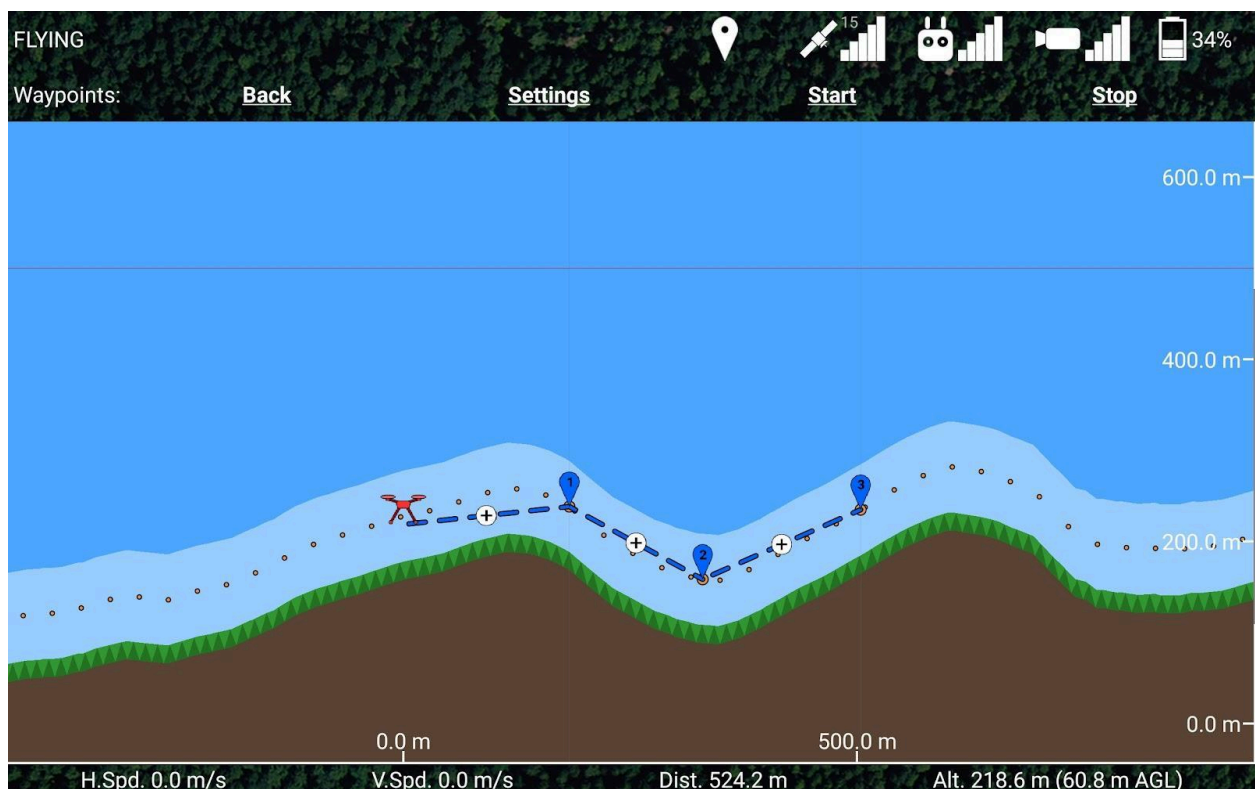 FLYING
15
34%
Waypoints: Back Settings Start Stop
600.0 m
400.0 m
1
3
2
200.0 m
0.0 m
0.0 m 500.0 m
H.Spd. 0.0 m/s V.Spd. 0.0 m/s Dist. 524.2 m Alt. 218.6 m (60.8 m AGL)